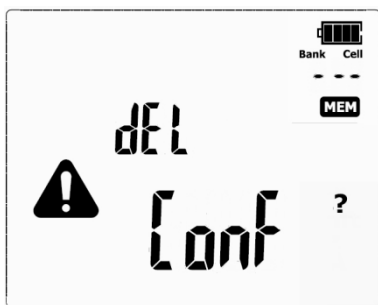 Bank Cell
- - -
MEM
dEL
ConF
?